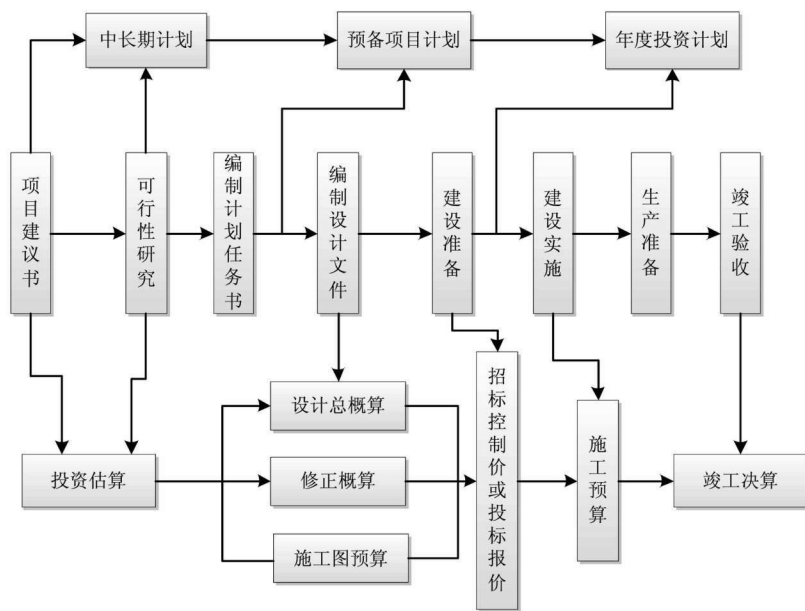 中长期计划
预备项目计划
年度投资计划
项目建议书
可行性研究
编制计划任务书
编制设计文件
建设准备
建设实施
生产准备
竣工验收
设计总概算
招标控制价或投标报价
施工预算
投资估算
修正概算
竣工决算
施工图预算